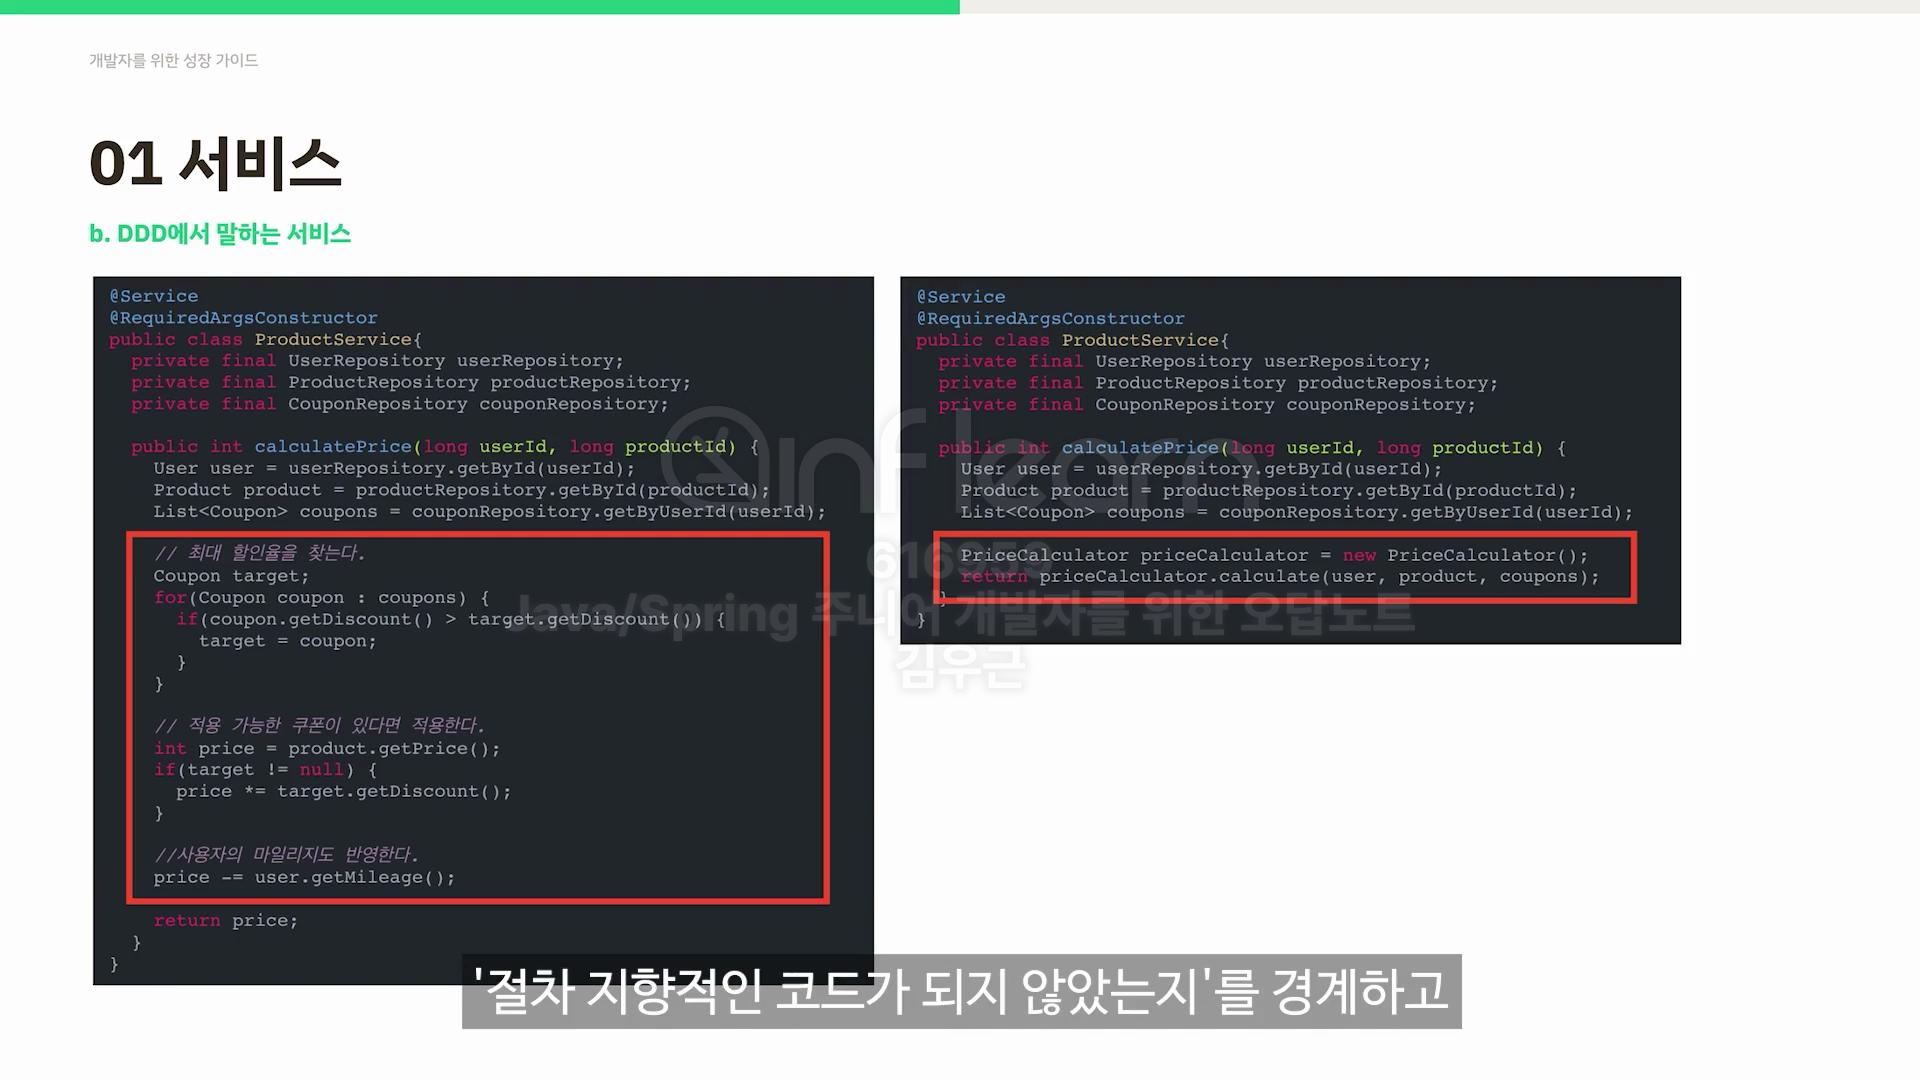 개발자를 위한 성장 가이드
01 서비스
b. DDD에서 말하는 서비스
@Service
@RequiredArgsConstructor
public class ProductService{
  private final UserRepository userRepository;
  private final ProductRepository productRepository;
  private final CouponRepository couponRepository;
  public int calculatePrice(long userId, long productId) {
    User user = userRepository.getById(userId);
    Product product = productRepository.getById(productId);
    List<Coupon> coupons = couponRepository.getByUserId(userId);
    // 최대 할인율을 찾는다.
    Coupon target;
    for(Coupon coupon : coupons) {
      if(coupon.getDiscount() > target.getDiscount()) {
        target = coupon;
      }
    }
    // 적용 가능한 쿠폰이 있다면 적용한다.
    int price = product.getPrice();
    if(target != null) {
      price *= target.getDiscount();
    }
    //사용자의 마일리지도 반영한다.
    price -= user.getMileage();
    return price;
  }
}
@Service
@RequiredArgsConstructor
public class ProductService{
  private final UserRepository userRepository;
  private final ProductRepository productRepository;
  private final CouponRepository couponRepository;
  public int calculatePrice(long userId, long productId) {
    User user = userRepository.getById(userId);
    Product product = productRepository.getById(productId);
    List<Coupon> coupons = couponRepository.getByUserId(userId);
    PriceCalculator priceCalculator = new PriceCalculator();
    return priceCalculator.calculate(user, product, coupons);
  }
}
inflearn
616959
Java/Spring 주니어 개발자를 위한 오답노트
김우근
'절차 지향적인 코드가 되지 않았는지'를 경계하고